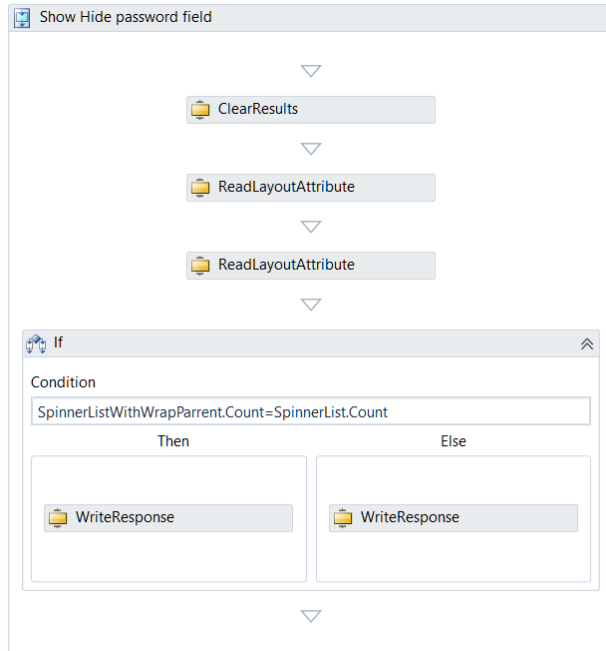 Show Hide password field
ClearResults
ReadLayoutAttribute
ReadLayoutAttribute
If
Condition
SpinnerListWithWrapParrent.Count=SpinnerList.Count
Then
Else
WriteResponse
WriteResponse